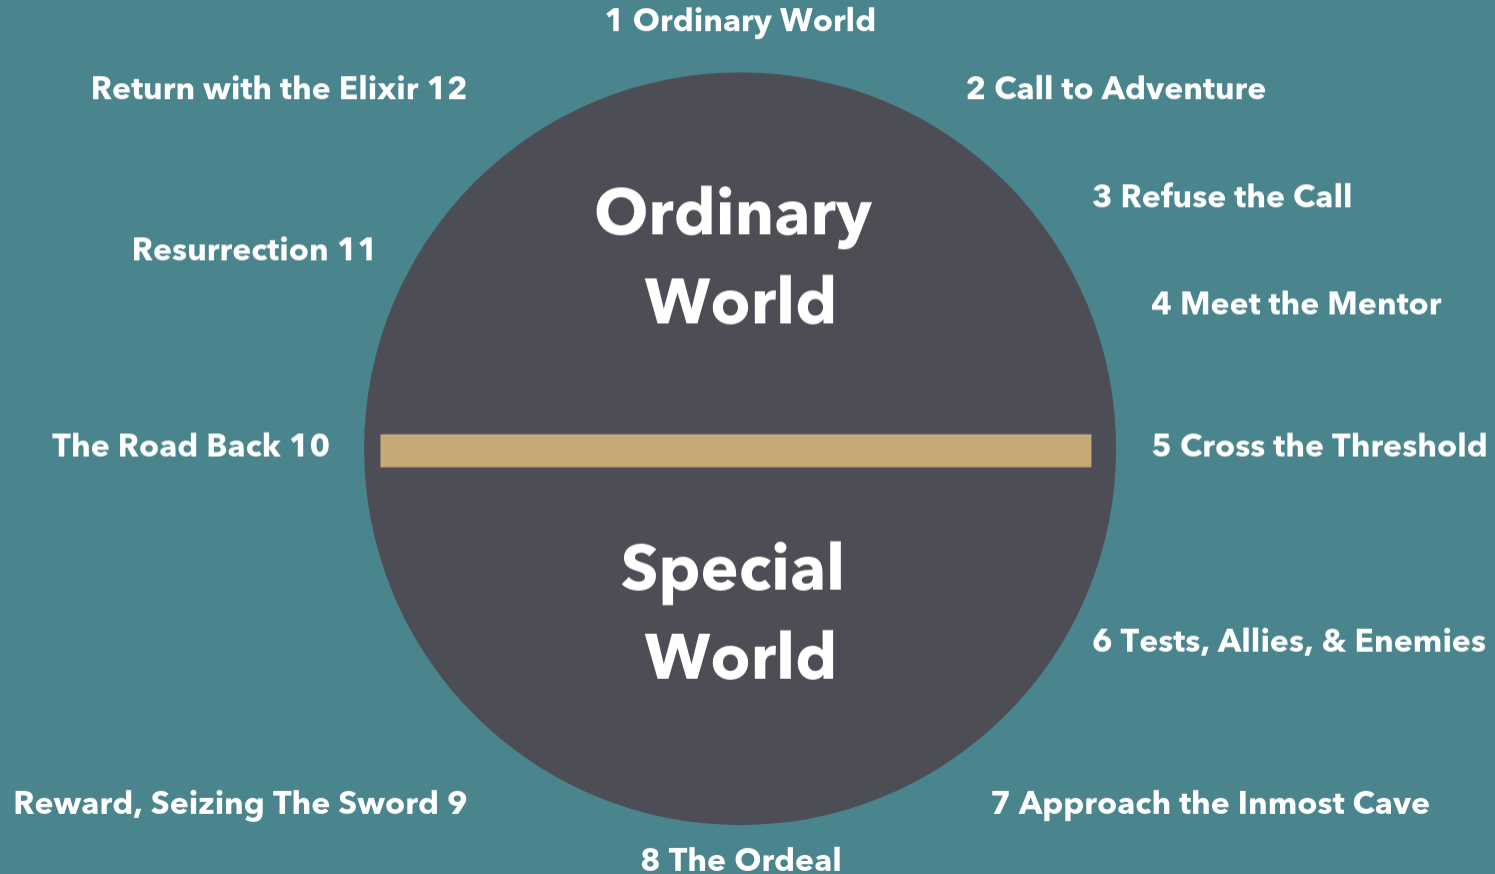 1 Ordinary World
Return with the Elixir 12
2 Call to Adventure
3 Refuse the Call
Ordinary
World
Resurrection 11
4 Meet the Mentor
The Road Back 10
5 Cross the Threshold
Special
World
6 Tests, Allies, & Enemies
Reward, Seizing The Sword 9
7 Approach the Inmost Cave
8 The Ordeal